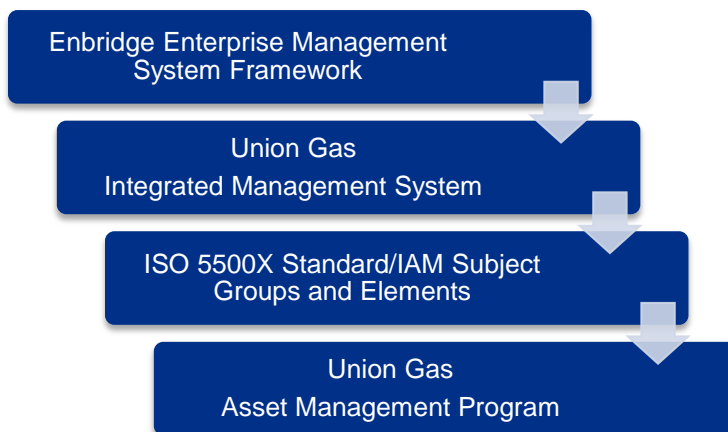 Enbridge Enterprise Management
System Framework
Union Gas
Integrated Management System
ISO 5500X Standard/IAM Subject
Groups and Elements
Union Gas
Asset Management Program